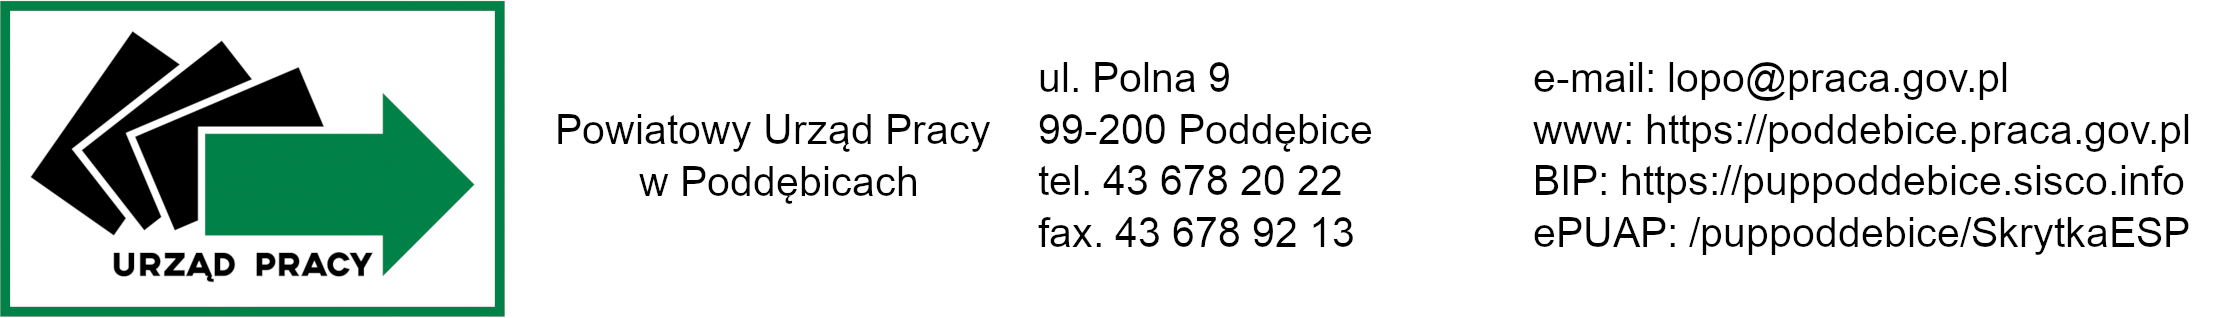 URZĄD PRACY
Powiatowy Urząd Pracy
w Poddębicach
ul. Polna 9
99-200 Poddębice
tel. 43 678 20 22
fax. 43 678 92 13
e-mail: lopo@praca.gov.pl
www: https://poddebice.praca.gov.pl
BIP: https://puppoddebice.sisco.info
ePUAP: /puppoddebice/SkrytkaESP